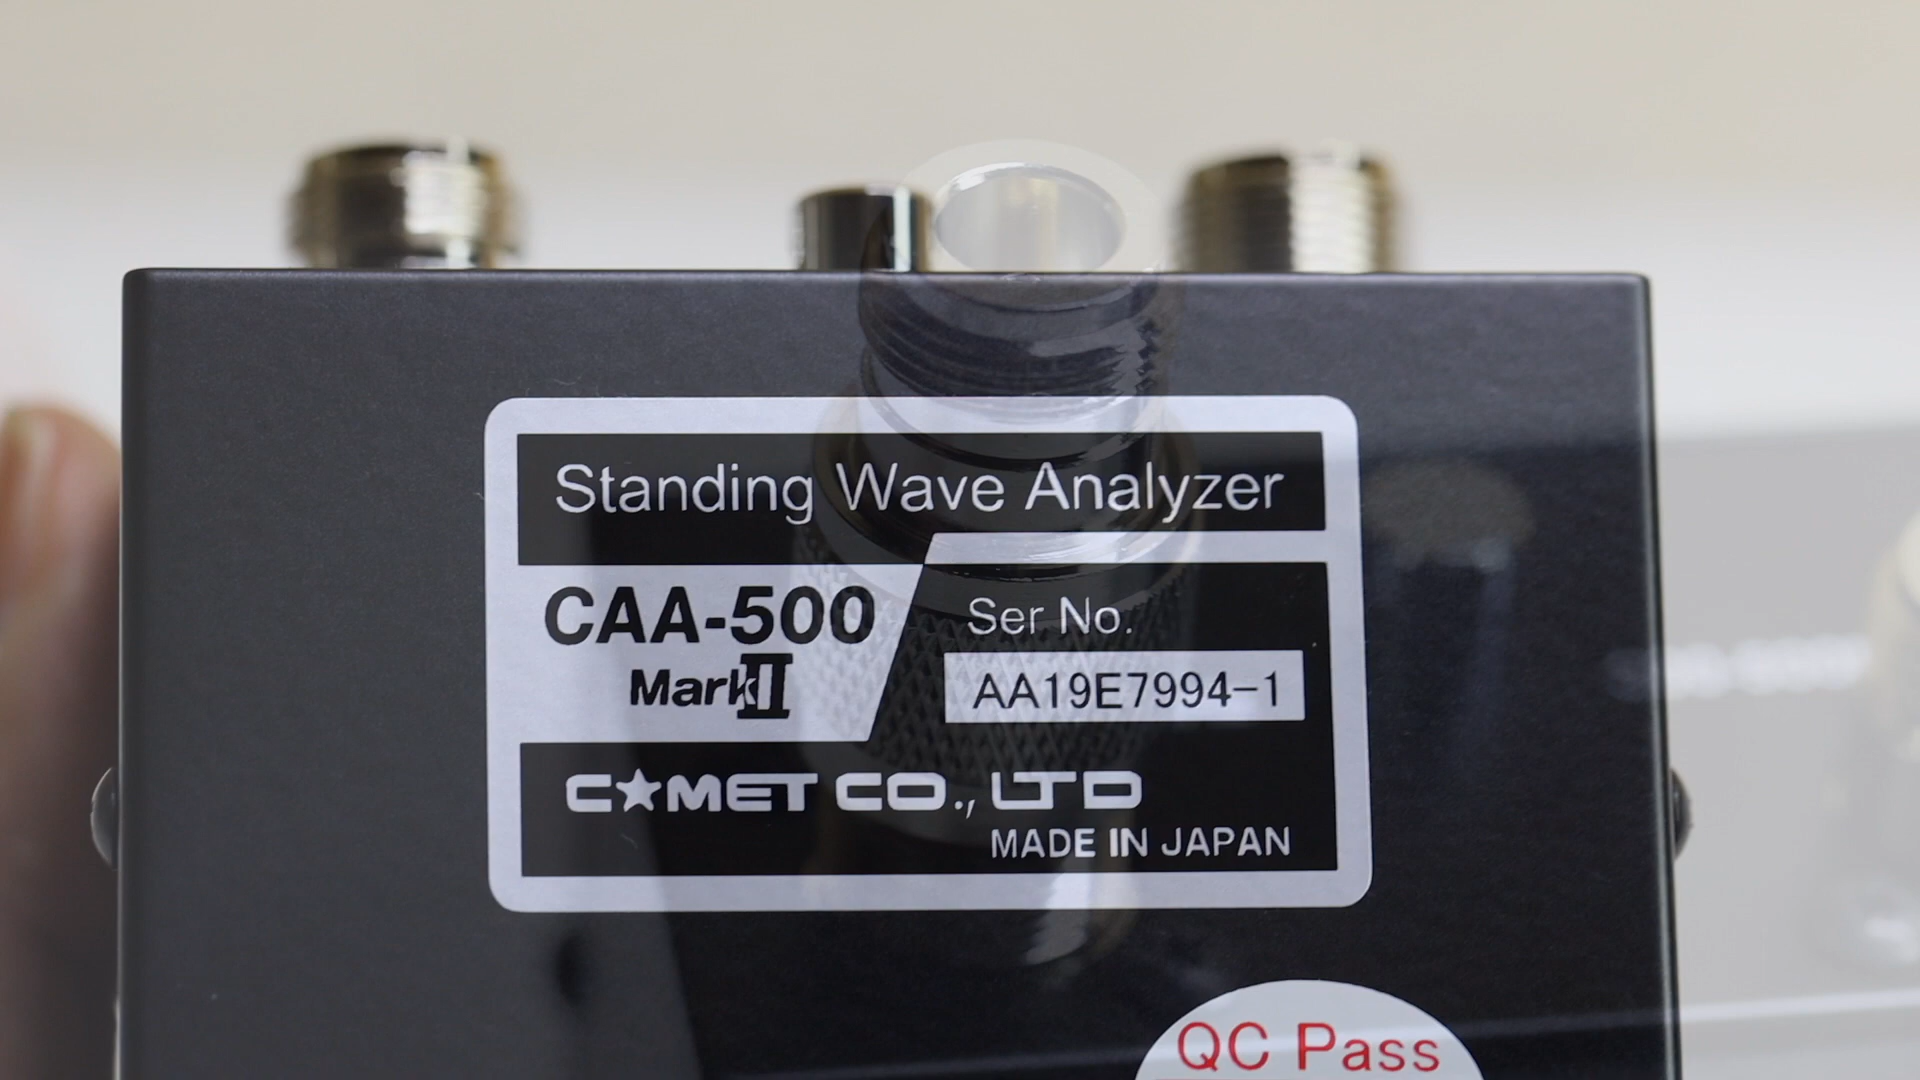 Standing Wave Analyzer
CAA-500
Mark II
Ser No.
AA19E7994-1
C★MET CO., LTD
MADE IN JAPAN
QC Pass